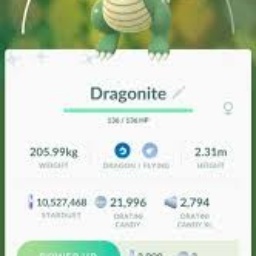 Dragonite
136 / 136 HP
205.99kg
WEIGHT
DRAGON / FLYING
2.31m
HEIGHT
10,527,468
STARDUST
21,996
DRATINI
CANDY
2,794
DRATINI
CANDY XL
POWER UP